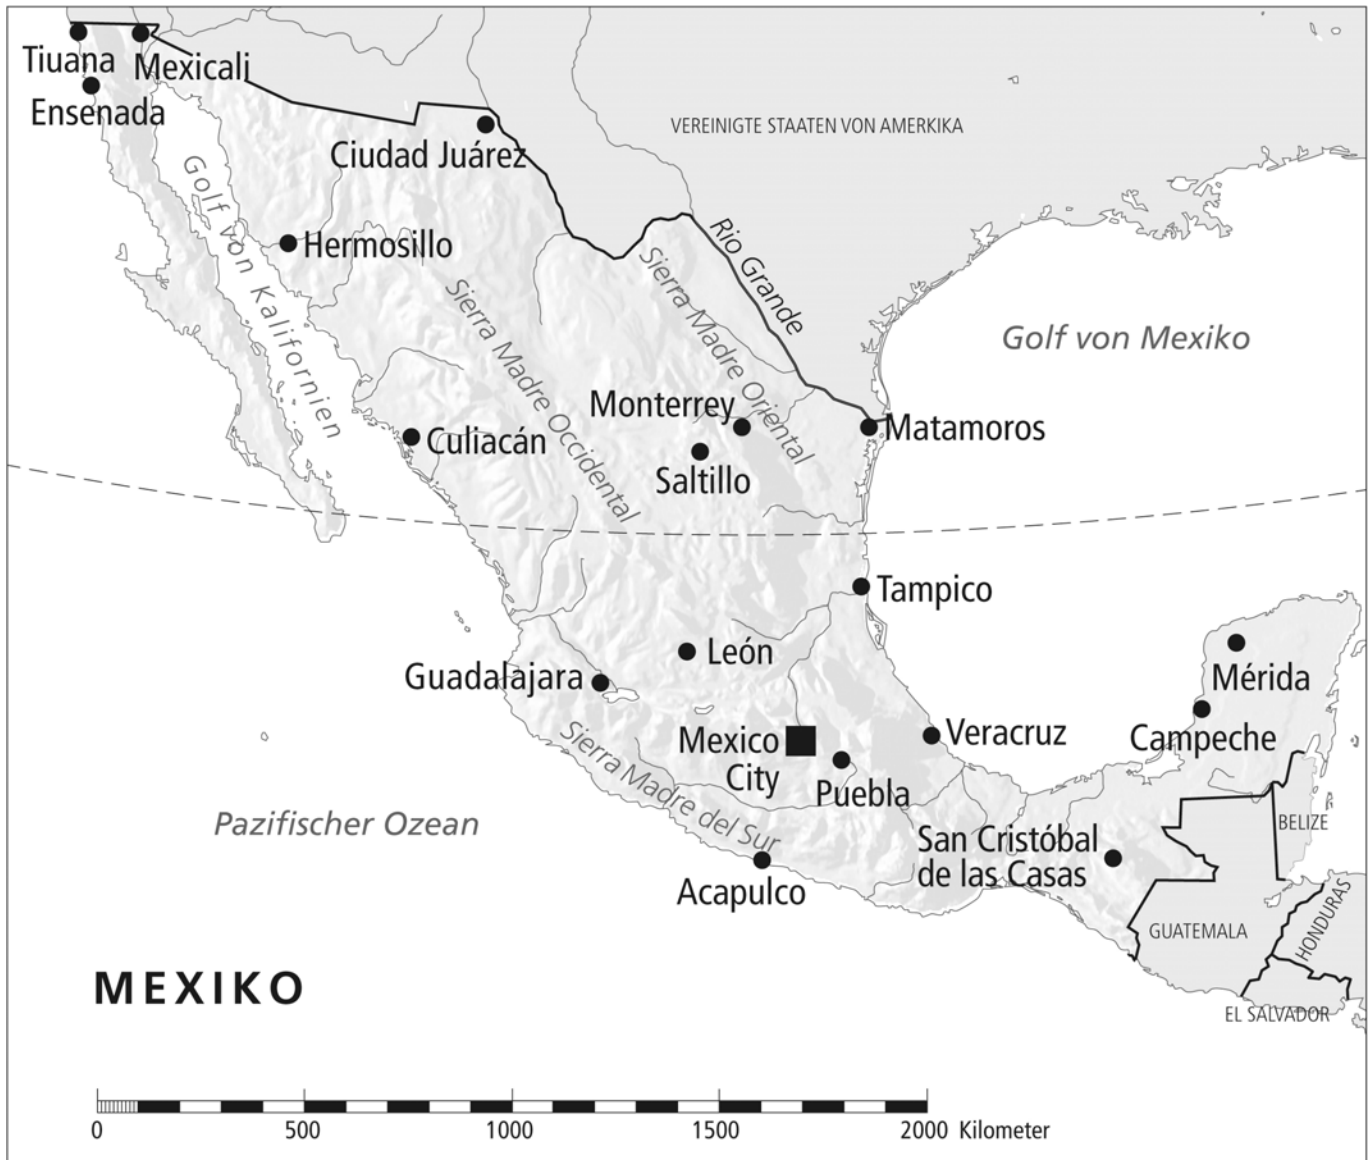 Tiuana
Mexicali
Ensenada
Ciudad Juárez
VEREINIGTE STAATEN VON AMERKIKA
Golf von Kalifornien
Hermosillo
Rio Grande
Sierra Madre Occidental
Sierra Madre Oriental
Golf von Mexiko
Monterrey
Matamoros
Culiacán
Saltillo
Tampico
León
Guadalajara
Mérida
Mexico
City
Veracruz
Campeche
Puebla
Sierra Madre del Sur
Pazifischer Ozean
BELIZE
San Cristóbal
de las Casas
Acapulco
GUATEMALA
HONDURAS
MEXIKO
EL SALVADOR
0 500 1000 1500 2000 Kilometer